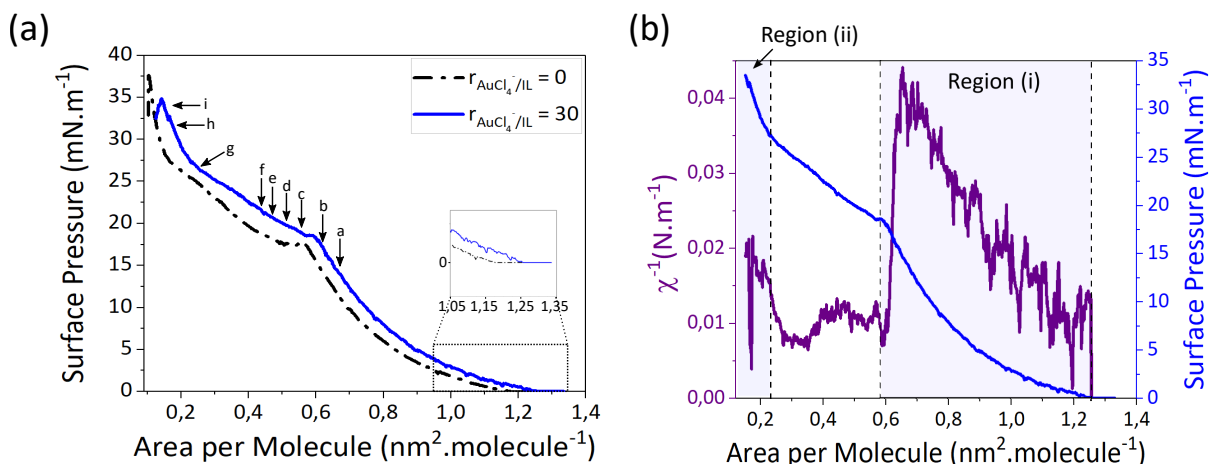 (a)
40
35
30
25
20
15
10
5
0
Surface Pressure (mN.m⁻¹)
r AuCl₄⁻/IL = 0
r AuCl₄⁻/IL = 30
i
h
g
f
e
d
c
b
a
0
1,05 1,15 1,25 1,35
0,2 0,4 0,6 0,8 1,0 1,2 1,4
Area per Molecule (nm².molecule⁻¹)
(b)
Region (ii)
Region (i)
0,04
0,03
0,02
0,01
0,00
χ⁻¹(N.m⁻¹)
35
30
25
20
15
10
5
0
Surface Pressure (mN.m⁻¹)
0,2 0,4 0,6 0,8 1,0 1,2 1,4
Area per Molecule (nm².molecule⁻¹)